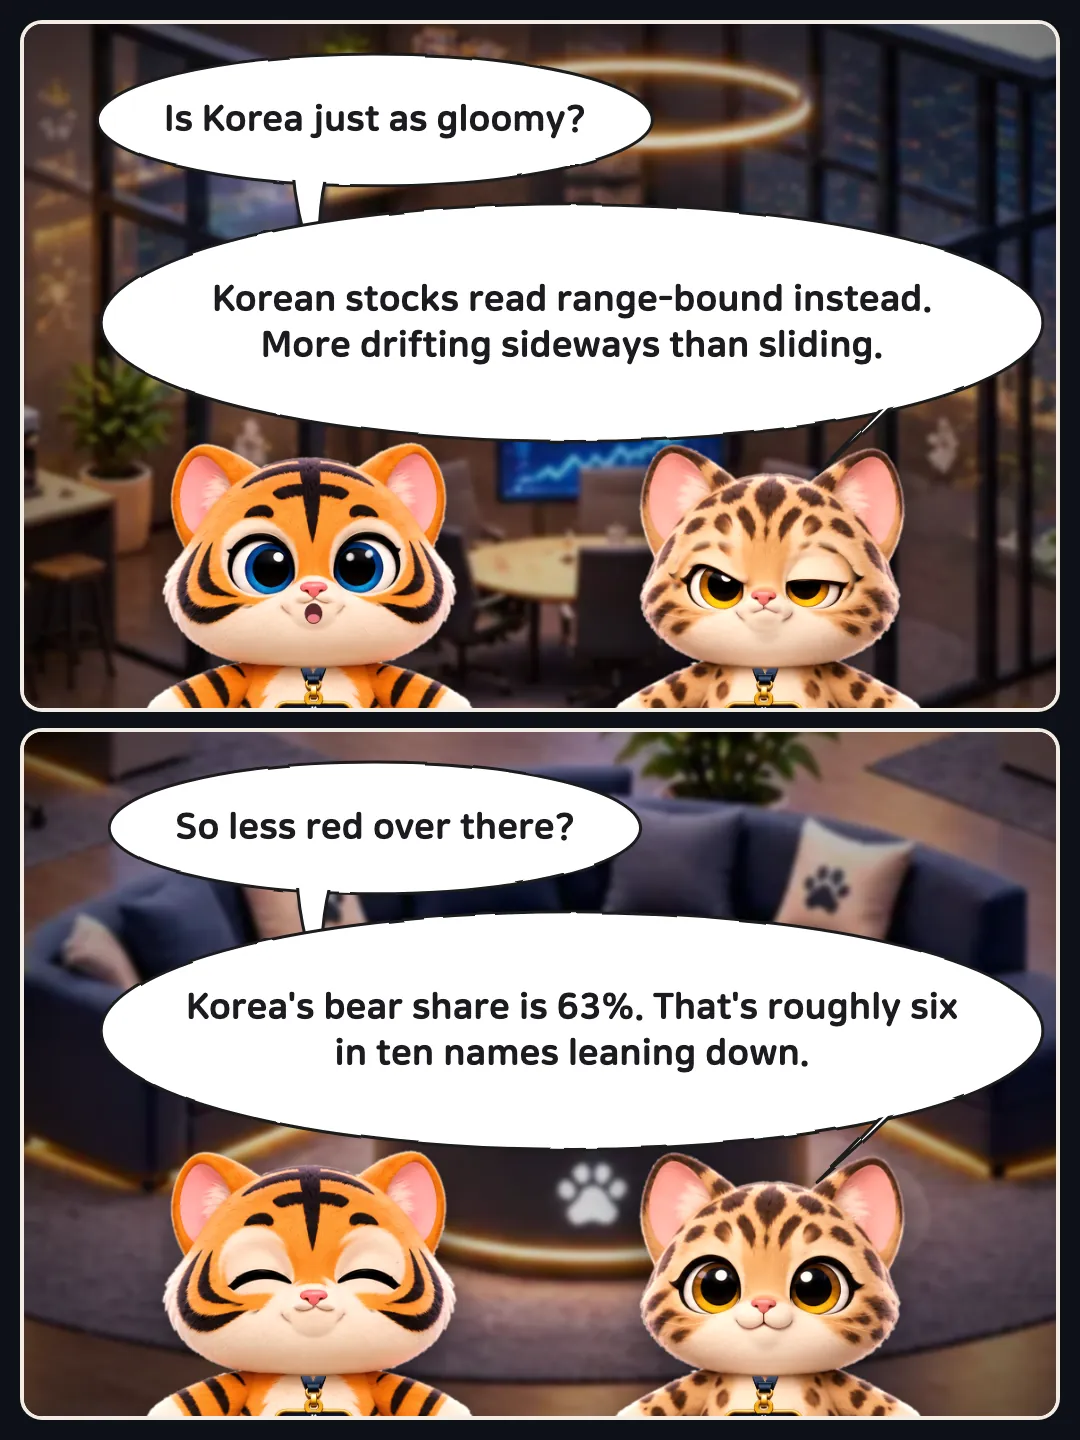 Is Korea just as gloomy?
Korean stocks read range-bound instead.
More drifting sideways than sliding.
So less red over there?
Korea's bear share is 63%. That's roughly six
in ten names leaning down.